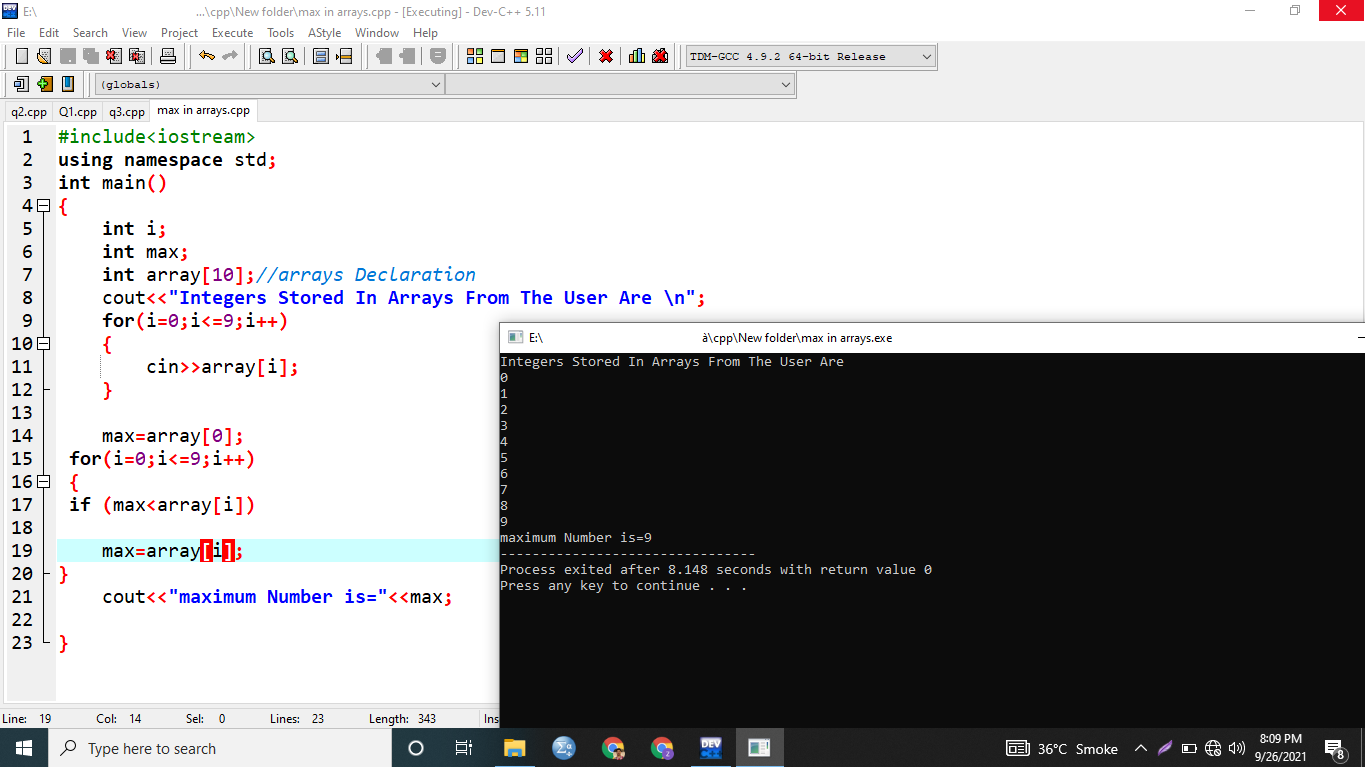 E:\ ...\cpp\New folder\max in arrays.cpp - [Executing] - Dev-C++ 5.11
File Edit Search View Project Execute Tools AStyle Window Help
TDM-GCC 4.9.2 64-bit Release
(globals)
q2.cpp Q1.cpp q3.cpp max in arrays.cpp
1 #include<iostream>
2 using namespace std;
3 int main()
4 {
5 int i;
6 int max;
7 int array[10];//arrays Declaration
8 cout<<"Integers Stored In Arrays From The User Are \n";
9 for(i=0;i<=9;i++)
10 {
11 cin>>array[i];
12 }
13
14 max=array[0];
15 for(i=0;i<=9;i++)
16 {
17 if (max<array[i])
18
19 max=array[i];
20 }
21 cout<<"maximum Number is="<<max;
22
23 }
E:\ à\cpp\New folder\max in arrays.exe
Integers Stored In Arrays From The User Are
0
1
2
3
4
5
6
7
8
9
maximum Number is=9
--------------------------------
Process exited after 8.148 seconds with return value 0
Press any key to continue . . .
Line: 19 Col: 14 Sel: 0 Lines: 23 Length: 343 Ins
Type here to search
DEV
36°C Smoke
8:09 PM
9/26/2021
8